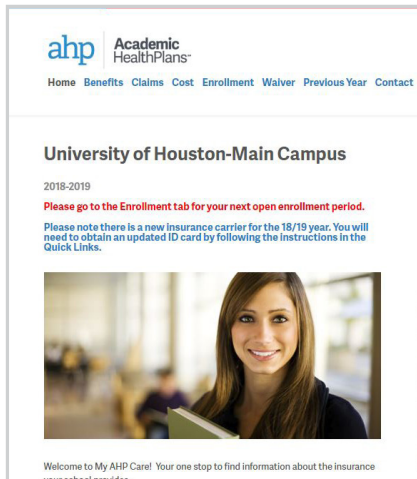 ahp Academic
HealthPlans
Home Benefits Claims Cost Enrollment Waiver Previous Year Contact
University of Houston-Main Campus
2018-2019
Please go to the Enrollment tab for your next open enrollment period.
Please note there is a new insurance carrier for the 18/19 year. You will
need to obtain an updated ID card by following the instructions in the
Quick Links.
Welcome to My AHP Care! Your one stop to find information about the insurance
your school provides